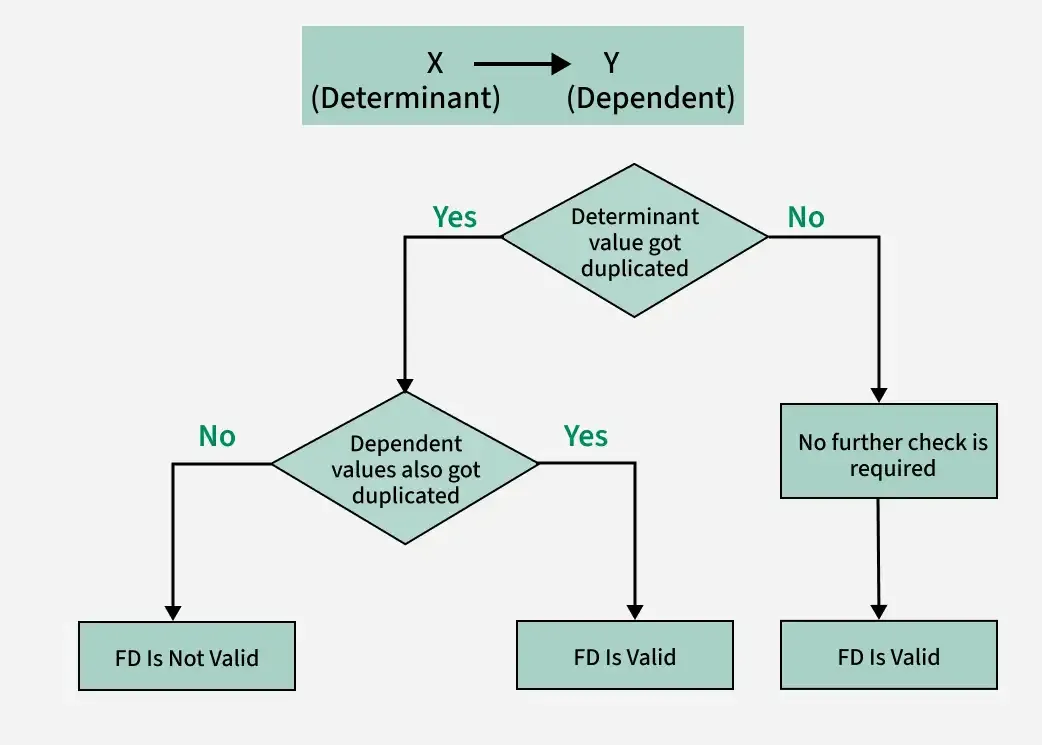 X Y
(Determinant) (Dependent)
Yes
Determinant
value got
duplicated
No
No
Dependent
values also got
duplicated
Yes
No further check is
required
FD Is Not Valid
FD Is Valid
FD Is Valid